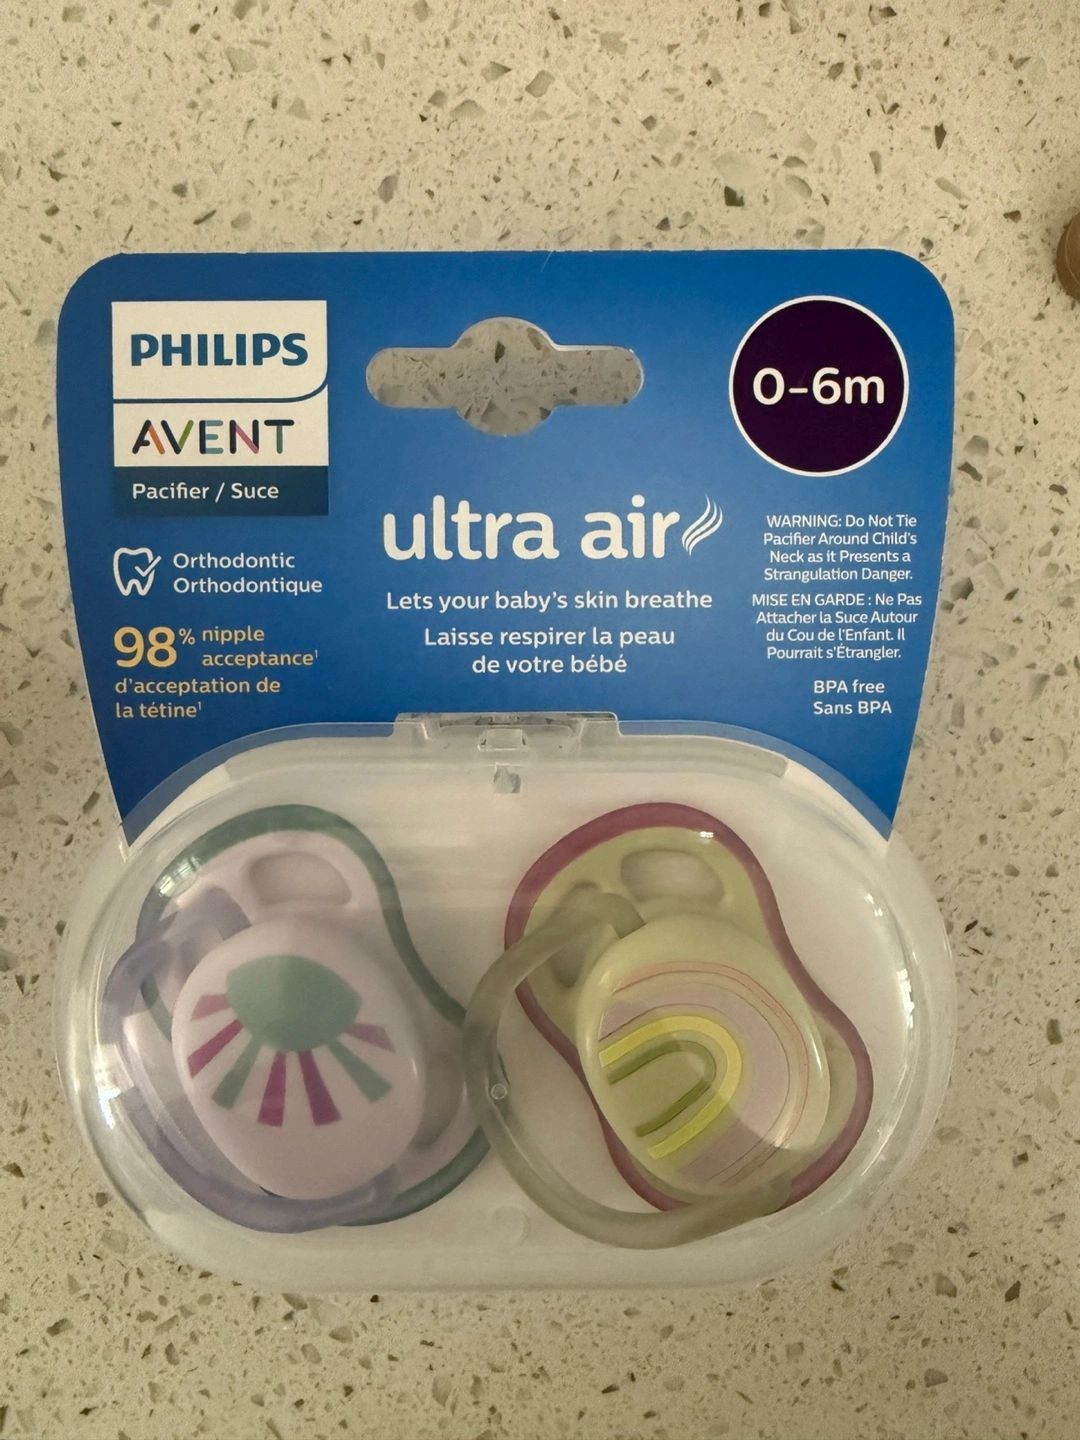 PHILIPS
AVENT
Pacifier / Suce
Orthodontic
Orthodontique
98% nipple
acceptance¹
d'acceptation de
la tétine¹
ultra air
Lets your baby's skin breathe
Laisse respirer la peau
de votre bébé
0-6m
WARNING: Do Not Tie
Pacifier Around Child's
Neck as it Presents a
Strangulation Danger.
MISE EN GARDE : Ne Pas
Attacher la Suce Autour
du Cou de l'Enfant. Il
Pourrait s'Étrangler.
BPA free
Sans BPA